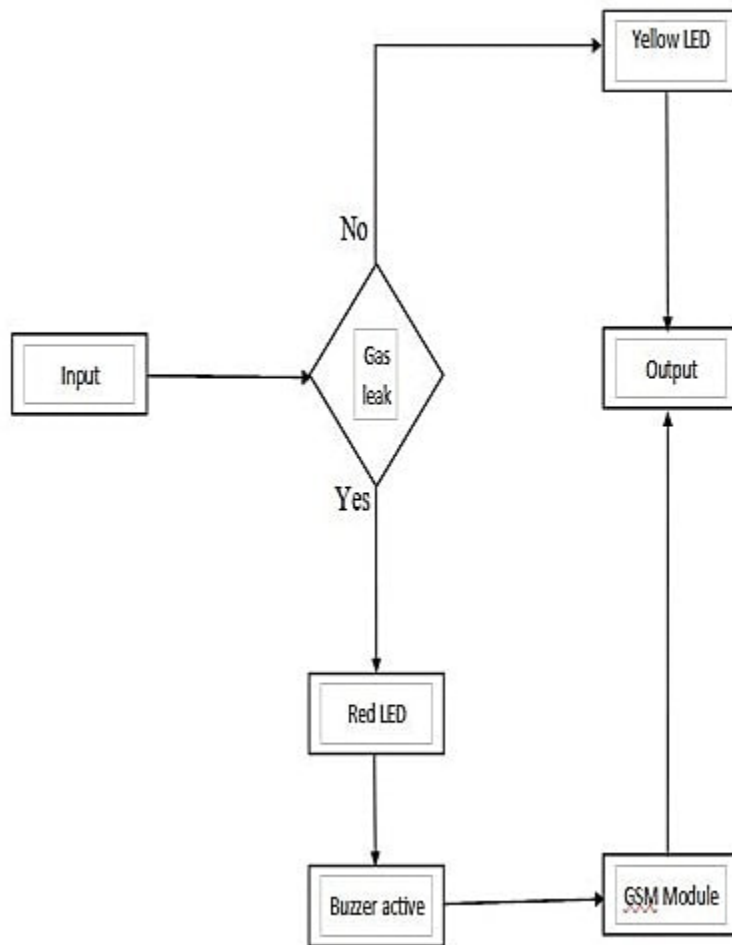 Yellow LED
No
Input
Gas
leak
Output
Yes
Red LED
Buzzer active
GSM Module